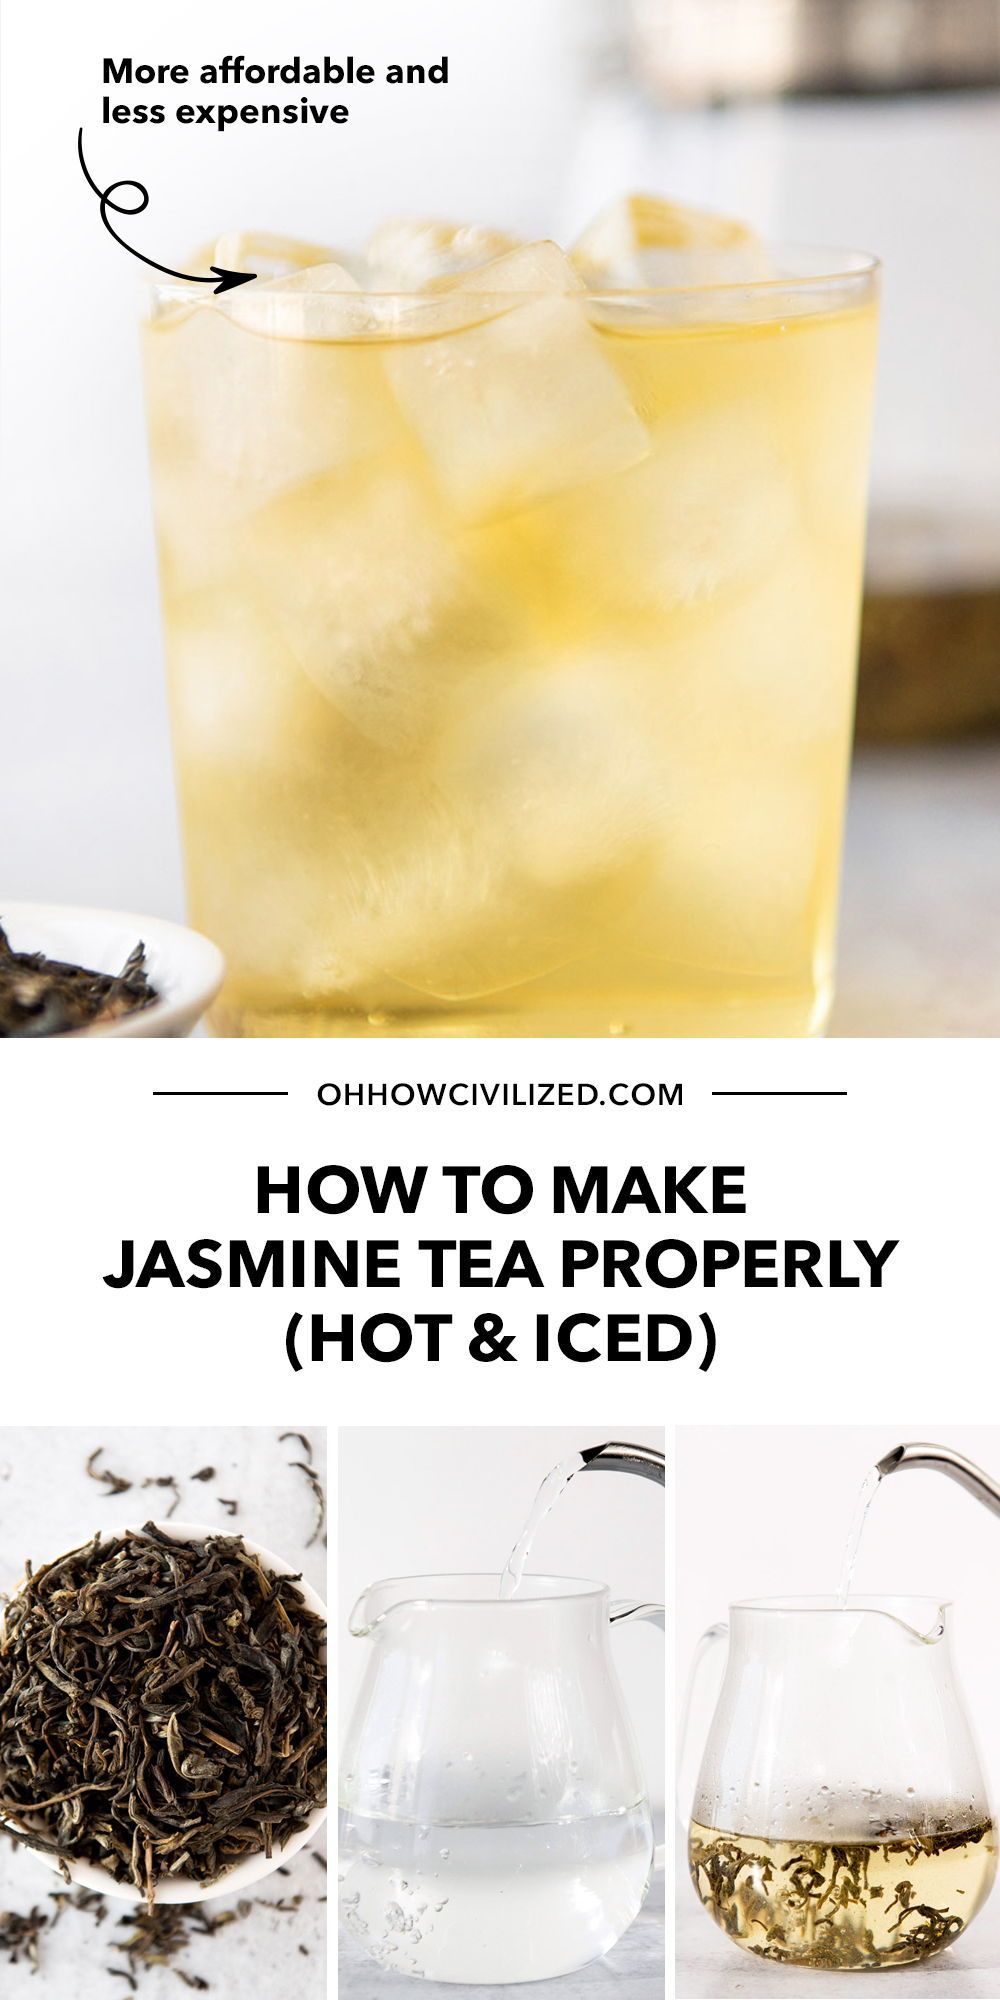 More affordable and
less expensive
OHHOWCIVILIZED.COM
HOW TO MAKE
JASMINE TEA PROPERLY
(HOT & ICED)